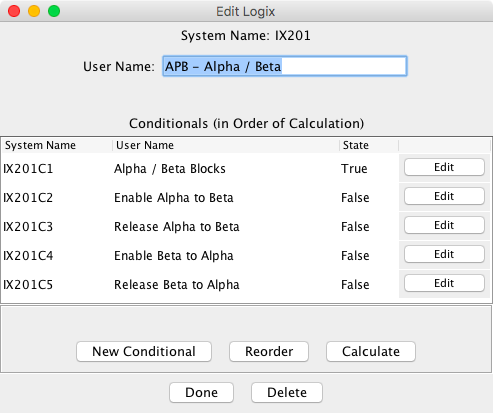 Edit Logix
System Name: IX201
User Name: APB - Alpha / Beta
Conditionals (in Order of Calculation)
System Name User Name State
IX201C1 Alpha / Beta Blocks True Edit
IX201C2 Enable Alpha to Beta False Edit
IX201C3 Release Alpha to Beta False Edit
IX201C4 Enable Beta to Alpha False Edit
IX201C5 Release Beta to Alpha False Edit
New Conditional Reorder Calculate
Done Delete